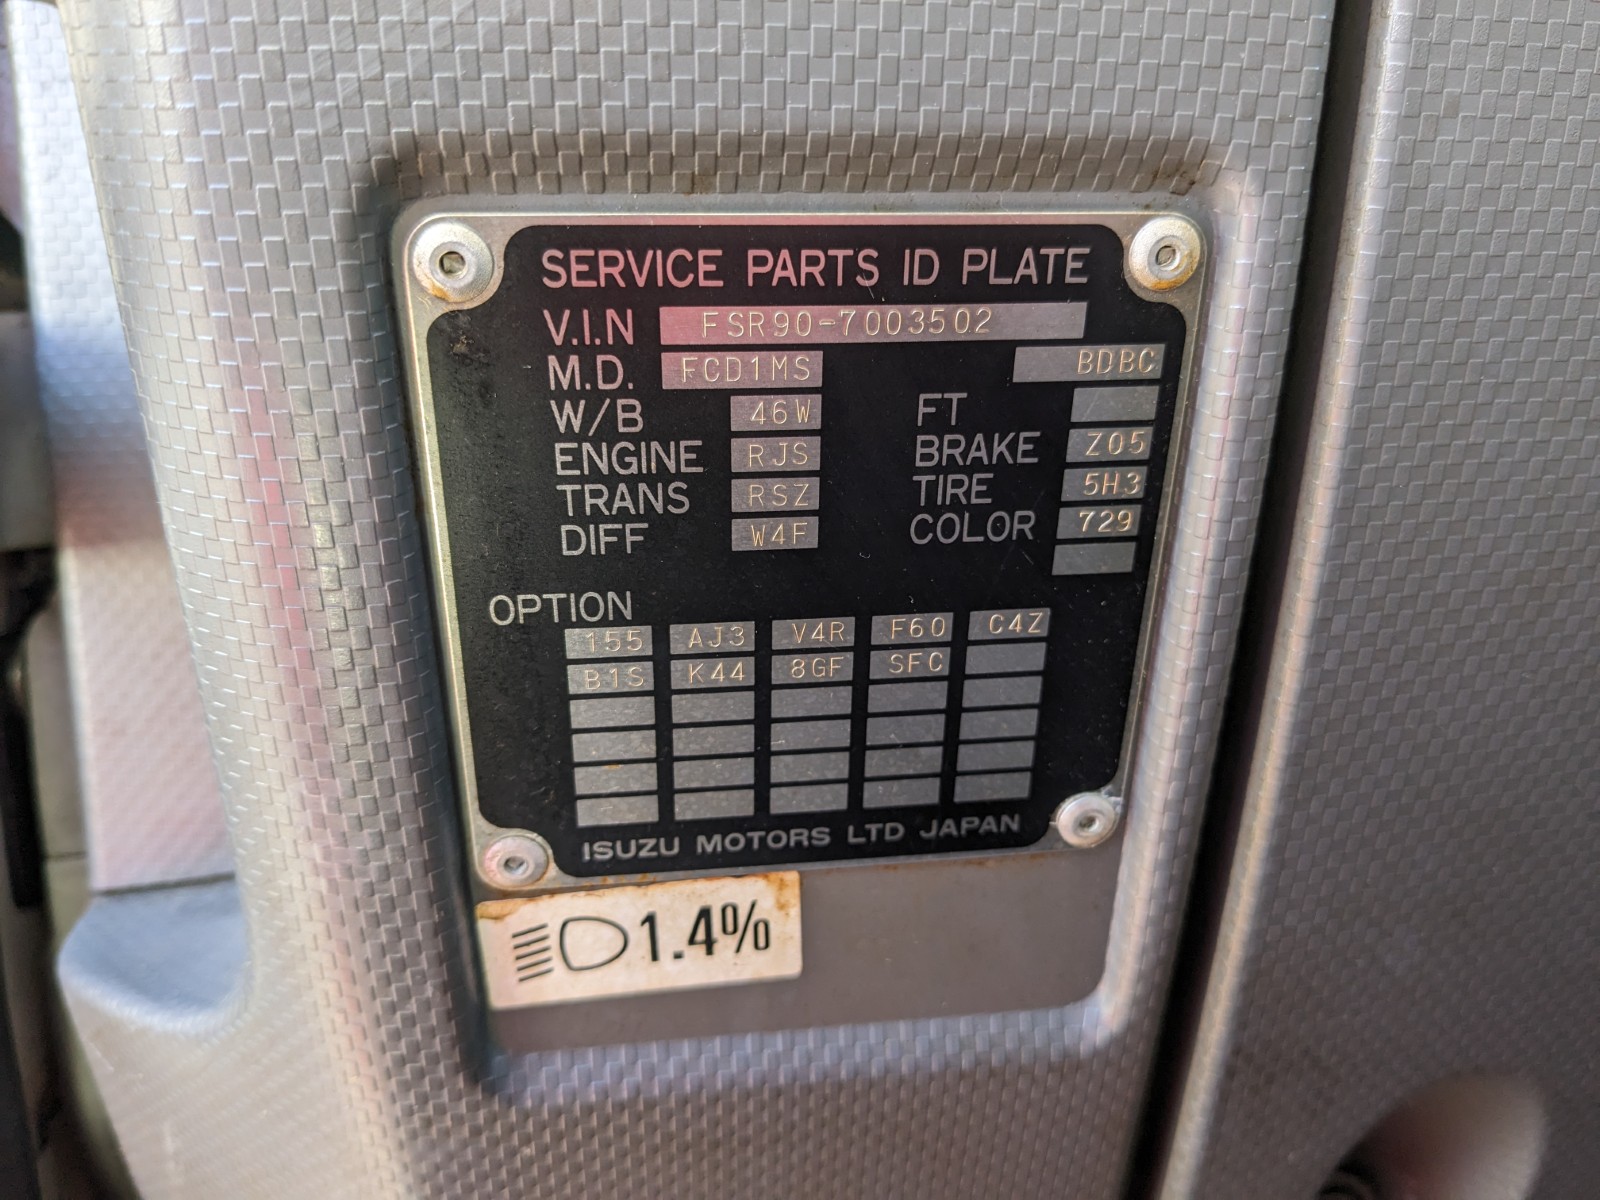 SERVICE PARTS ID PLATE
V.I.N FSR90-7003502
M.D. FCD1MS BDBC
W/B 46W FT
ENGINE RJS BRAKE Z05
TRANS RSZ TIRE 5H3
DIFF W4F COLOR 729
OPTION
155 AJ3 V4R F60 C4Z
B1S K44 8GF SFC
ISUZU MOTORS LTD JAPAN
1.4%